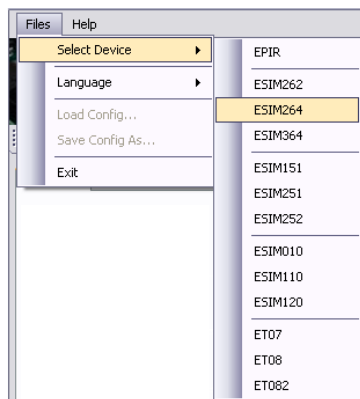 Files Help
Select Device
Language
Load Config...
Save Config As...
Exit
EPIR
ESIM262
ESIM264
ESIM364
ESIM151
ESIM251
ESIM252
ESIM010
ESIM110
ESIM120
ET07
ET08
ET082